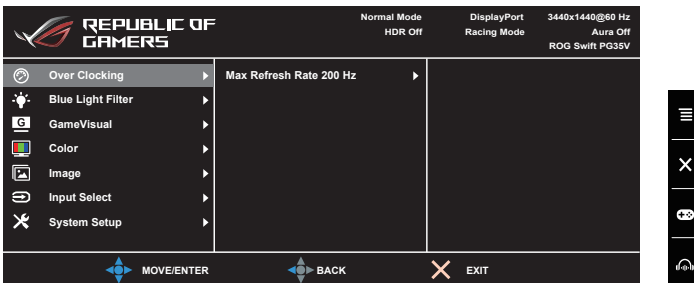 REPUBLIC OF
GAMERS
Normal Mode
HDR Off
DisplayPort
Racing Mode
3440x1440@60 Hz
Aura Off
ROG Swift PG35V
Over Clocking
Max Refresh Rate 200 Hz
Blue Light Filter
G
GameVisual
Color
Image
Input Select
System Setup
MOVE/ENTER
BACK
EXIT